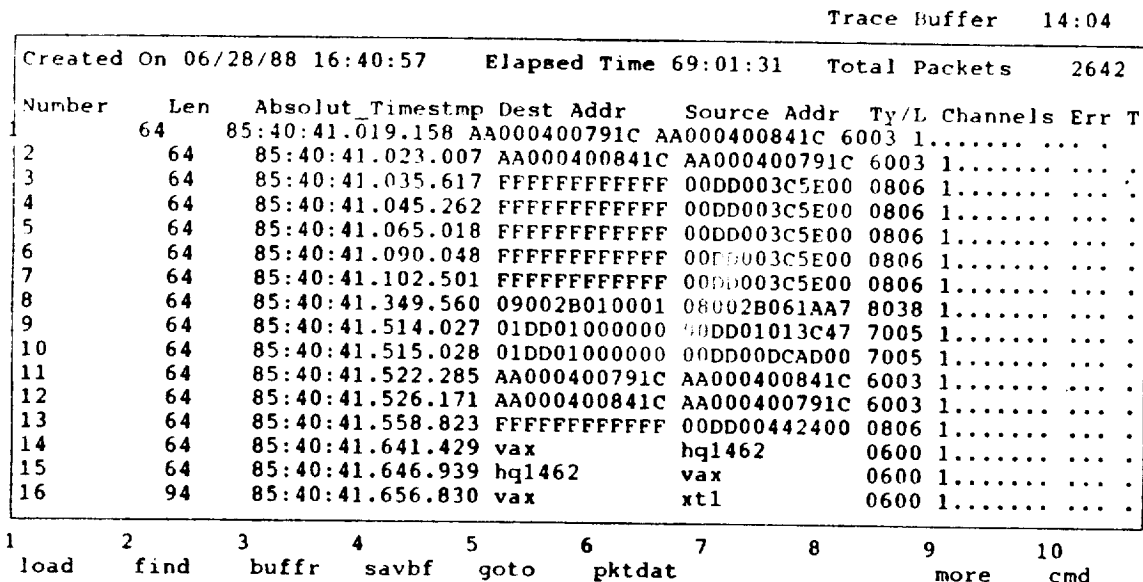 Trace Buffer 14:04
Created On 06/28/88 16:40:57 Elapsed Time 69:01:31 Total Packets 2642
Number Len Absolut_Timestmp Dest Addr Source Addr Ty/L Channels Err T
1 64 85:40:41.019.158 AA000400791C AA000400841C 6003 1....... ... .
2 64 85:40:41.023.007 AA000400841C AA000400791C 6003 1....... ... .
3 64 85:40:41.035.617 FFFFFFFFFFFF 00DD003C5E00 0806 1....... ... .
4 64 85:40:41.045.262 FFFFFFFFFFFF 00DD003C5E00 0806 1....... ... .
5 64 85:40:41.065.018 FFFFFFFFFFFF 00DD003C5E00 0806 1....... ... .
6 64 85:40:41.090.048 FFFFFFFFFFFF 00DD003C5E00 0806 1....... ... .
7 64 85:40:41.102.501 FFFFFFFFFFFF 00DD003C5E00 0806 1....... ... .
8 64 85:40:41.349.560 09002B010001 08002B061AA7 8038 1....... ... .
9 64 85:40:41.514.027 01DD01000000 00DD01013C47 7005 1....... ... .
10 64 85:40:41.515.028 01DD01000000 00DD00DCAD00 7005 1....... ... .
11 64 85:40:41.522.285 AA000400791C AA000400841C 6003 1....... ... .
12 64 85:40:41.526.171 AA000400841C AA000400791C 6003 1....... ... .
13 64 85:40:41.558.823 FFFFFFFFFFFF 00DD00442400 0806 1....... ... .
14 64 85:40:41.641.429 vax hq1462 0600 1....... ... .
15 64 85:40:41.646.939 hq1462 vax 0600 1....... ... .
16 94 85:40:41.656.830 vax xt1 0600 1....... ... .
1 2 3 4 5 6 7 8 9 10
load find buffr savbf goto pktdat more cmd